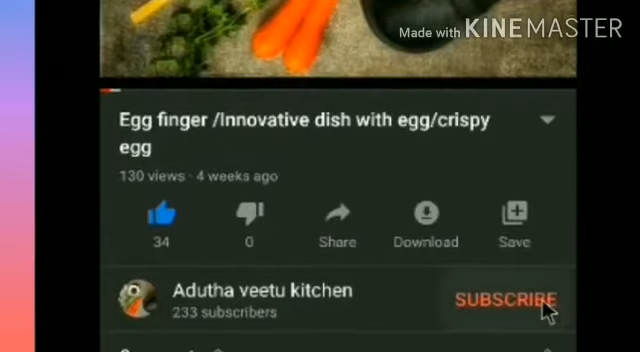 Made with KINEMASTER
Egg finger /Innovative dish with egg/crispy
egg
130 views · 4 weeks ago
34
0
Share
Download
Save
Adutha veetu kitchen
SUBSCRIBE
233 subscribers